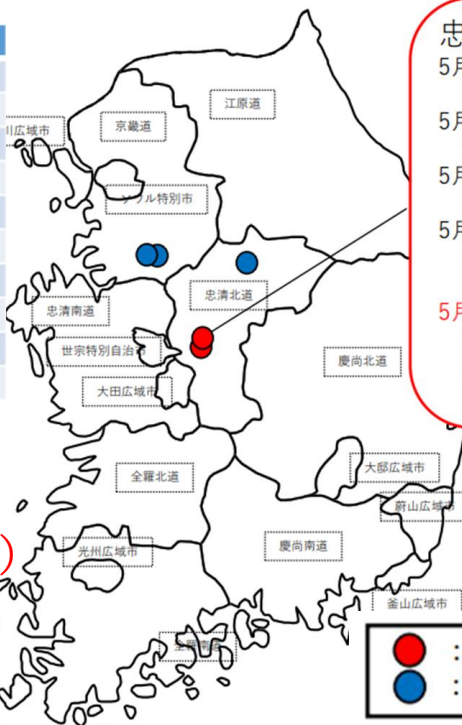 忠
5月
5月
5月
5月
5月
江原道
京畿道
川広域市
ソウル特別市
忠清北道
忠清南道
世宗特別自治市
慶尚北道
大田広域市
大邱広域市
全羅北道
蔚山広域市
光州広域市
慶尚南道
)
釜山広域市
全羅南道
:
: